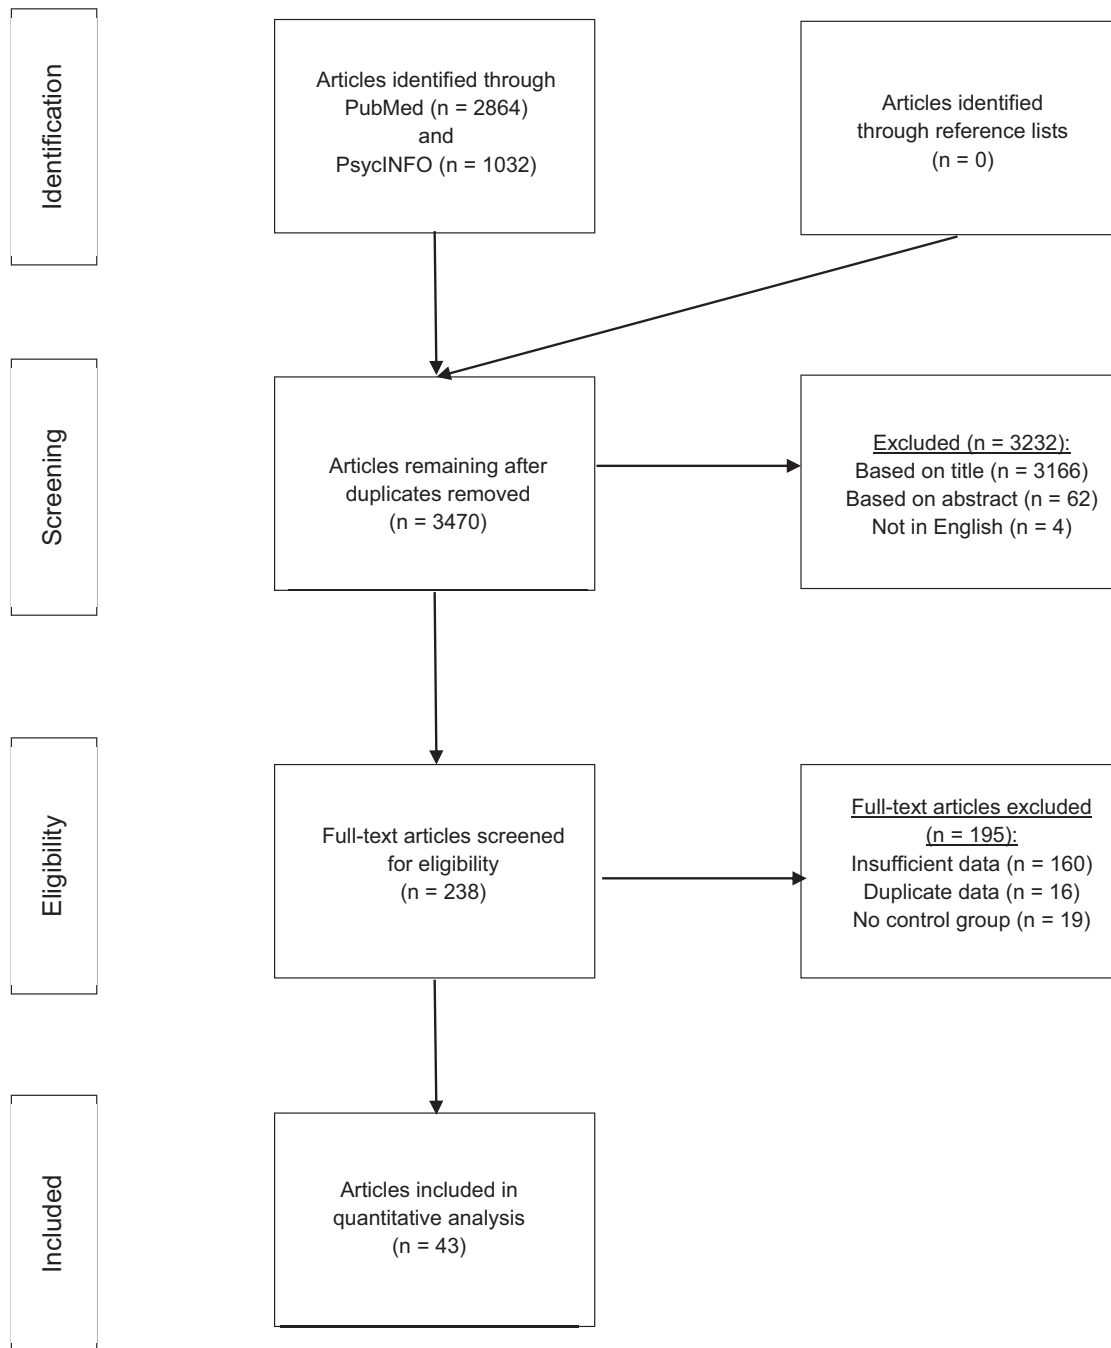 Identification
Articles identified through
PubMed (n = 2864)
and
PsycINFO (n = 1032)
Articles identified
through reference lists
(n = 0)
Screening
Articles remaining after
duplicates removed
(n = 3470)
Excluded (n = 3232):
Based on title (n = 3166)
Based on abstract (n = 62)
Not in English (n = 4)
Eligibility
Full-text articles screened
for eligibility
(n = 238)
Full-text articles excluded
(n = 195):
Insufficient data (n = 160)
Duplicate data (n = 16)
No control group (n = 19)
Included
Articles included in
quantitative analysis
(n = 43)